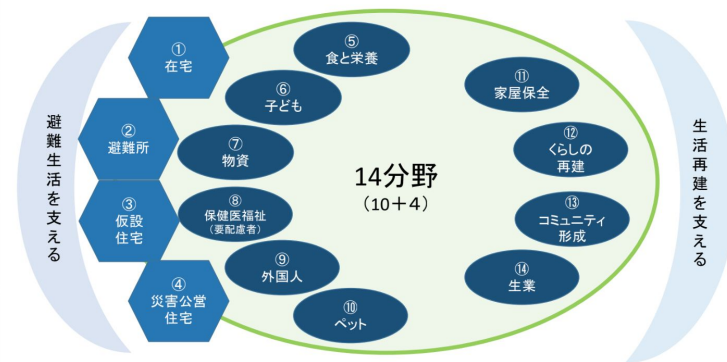 避難生活を支える
①
在宅
②
避難所
③
仮設
住宅
④
災害公営
住宅
⑤
食と栄養
⑥
子ども
⑦
物資
⑧
保健医福祉
(要配慮者)
⑨
外国人
⑩
ペット
14分野
(10+4)
⑪
家屋保全
⑫
くらしの
再建
⑬
コミュニティ
形成
⑭
生業
生活再建を支える